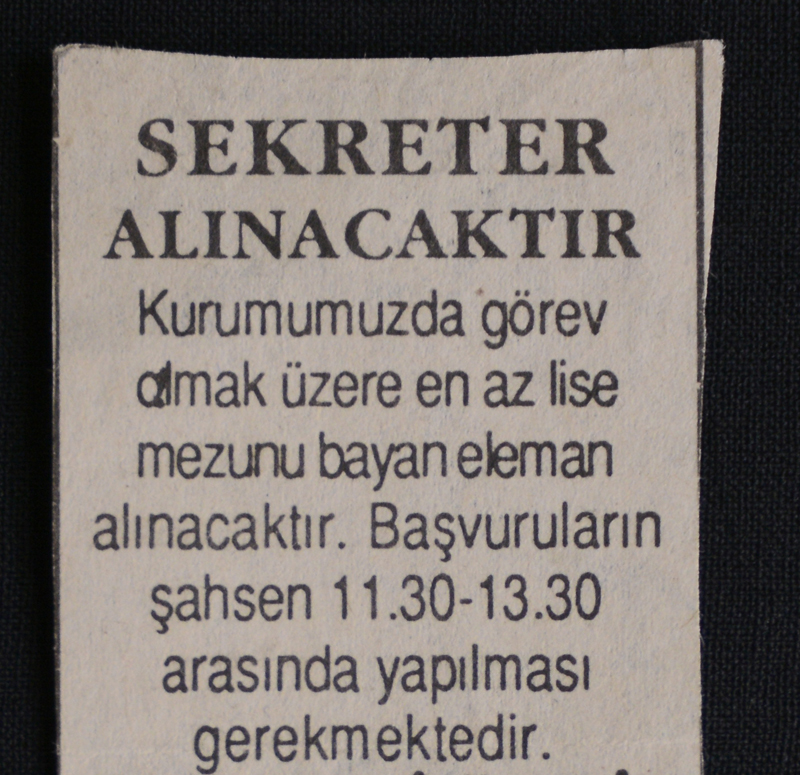 SEKRETER
ALINACAKTIR
Kurumumuzda görev
almak üzere en az lise
mezunu bayan eleman
alınacaktır. Başvuruların
şahsen 11.30-13.30
arasında yapılması
gerekmektedir.